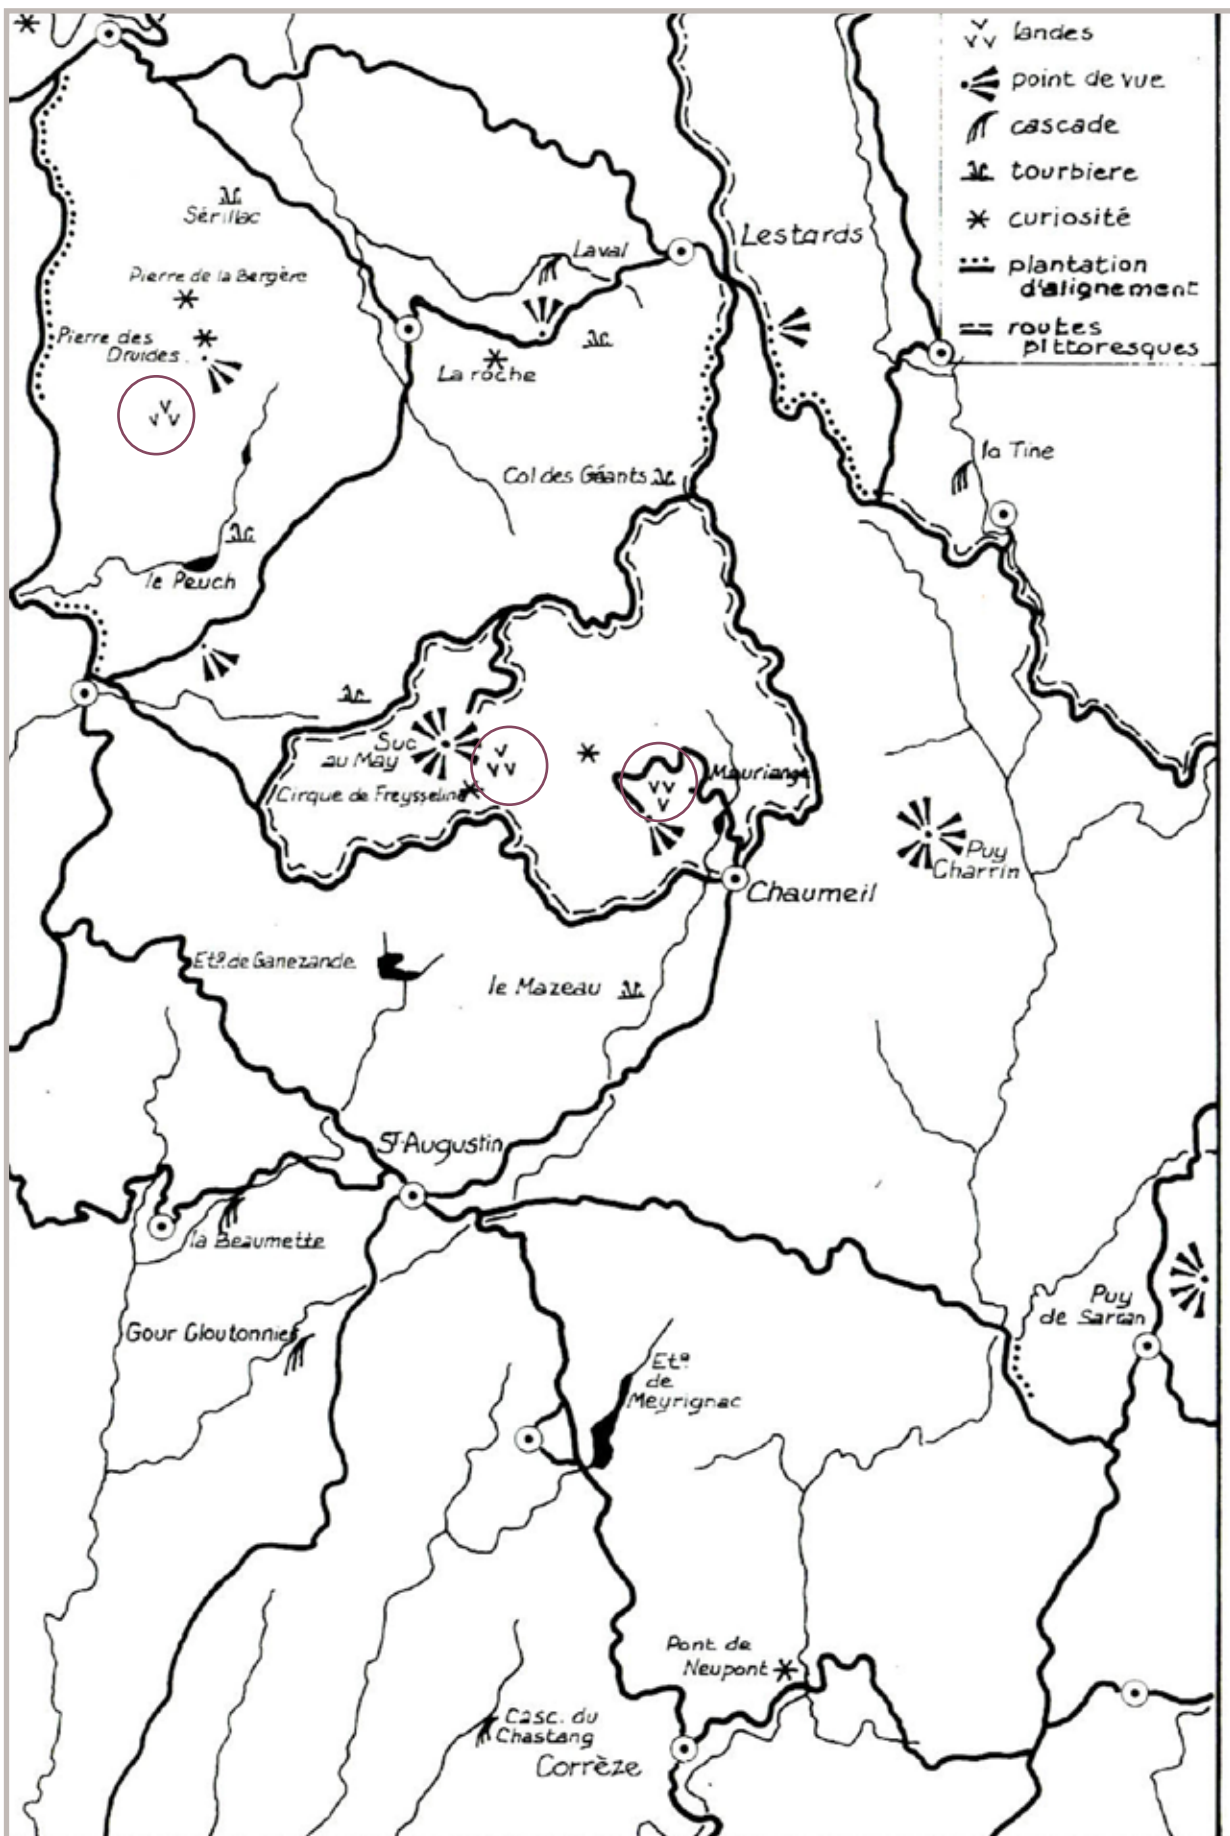 landes
point de vue
cascade
tourbiere
curiosité
plantation
d'alignement
routes
pittoresques
Lestards
Sérillac
Laval
Pierre de la Bergère
Pierre des
Druides
La roche
Col des Géants
la Tine
le Peuch
Suc
au May
Cirque de Freysseline
Puy
Charrin
Chaumeil
Etg. de Ganezande
le Mazeau
St-Augustin
la Beaumette
Puy
de Sarran
Gour Gloutonnier
Etg.
de
Meyrignac
Pont de
Neupont
Casc. du
Chastang
Corrèze